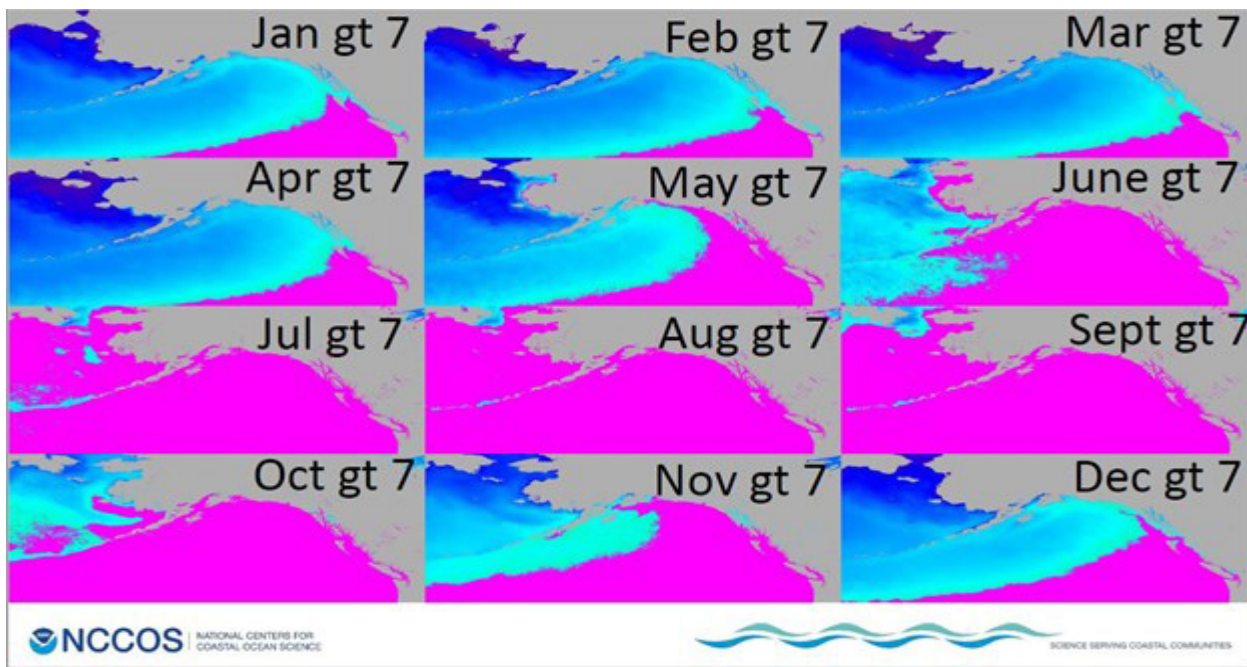 Jan gt 7
Feb gt 7
Mar gt 7
Apr gt 7
May gt 7
June gt 7
Jul gt 7
Aug gt 7
Sept gt 7
Oct gt 7
Nov gt 7
Dec gt 7
NCCOS
NATIONAL CENTERS FOR
COASTAL OCEAN SCIENCE
SCIENCE SERVING COASTAL COMMUNITIES